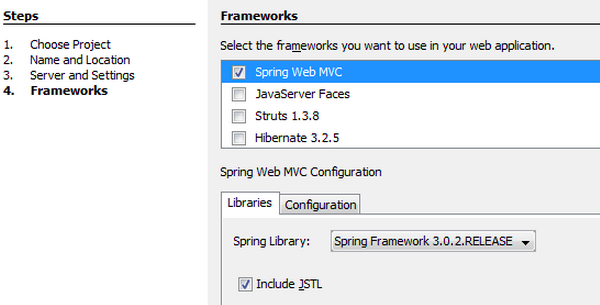 Steps
1. Choose Project
2. Name and Location
3. Server and Settings
4. Frameworks
Frameworks
Select the frameworks you want to use in your web application.
Spring Web MVC
JavaServer Faces
Struts 1.3.8
Hibernate 3.2.5
Spring Web MVC Configuration
Libraries Configuration
Spring Library: Spring Framework 3.0.2.RELEASE
Include JSTL